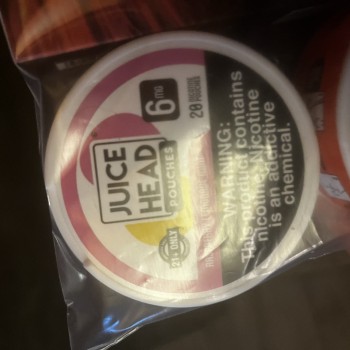 JUICE
HEAD
POUCHES
6mg
20
POUCHES
21+ ONLY
WARNING:
This product contains
nicotine. Nicotine
is an addictive
chemical.